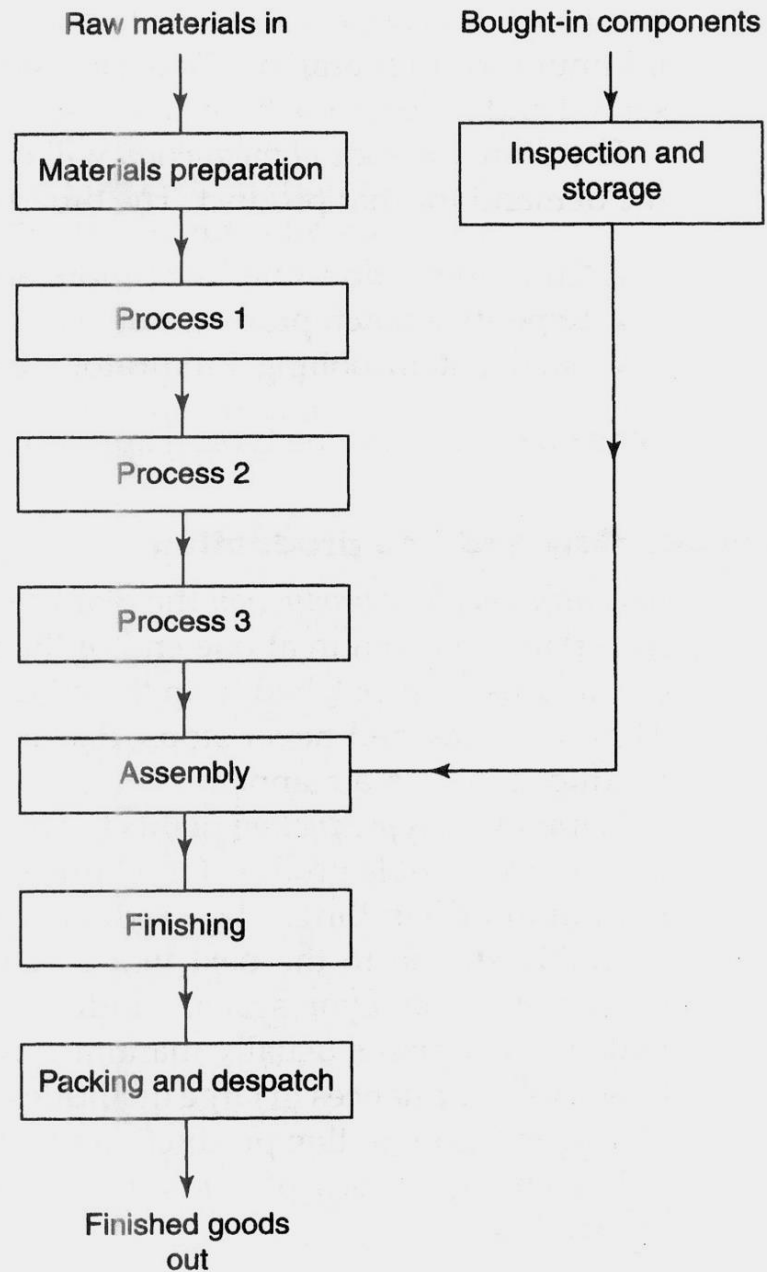 Raw materials in
Bought-in components
Materials preparation
Inspection and
storage
Process 1
Process 2
Process 3
Assembly
Finishing
Packing and despatch
Finished goods
out